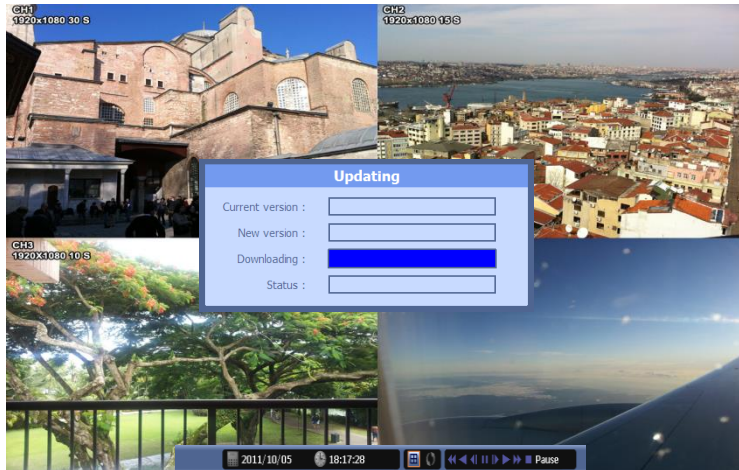 CH1
1920x1080 30 S
CH2
1920x1080 15 S
Updating
Current version :
New version :
Downloading :
Status :
CH3
1920X1080 10 S
2011/10/05 18:17:28 Pause